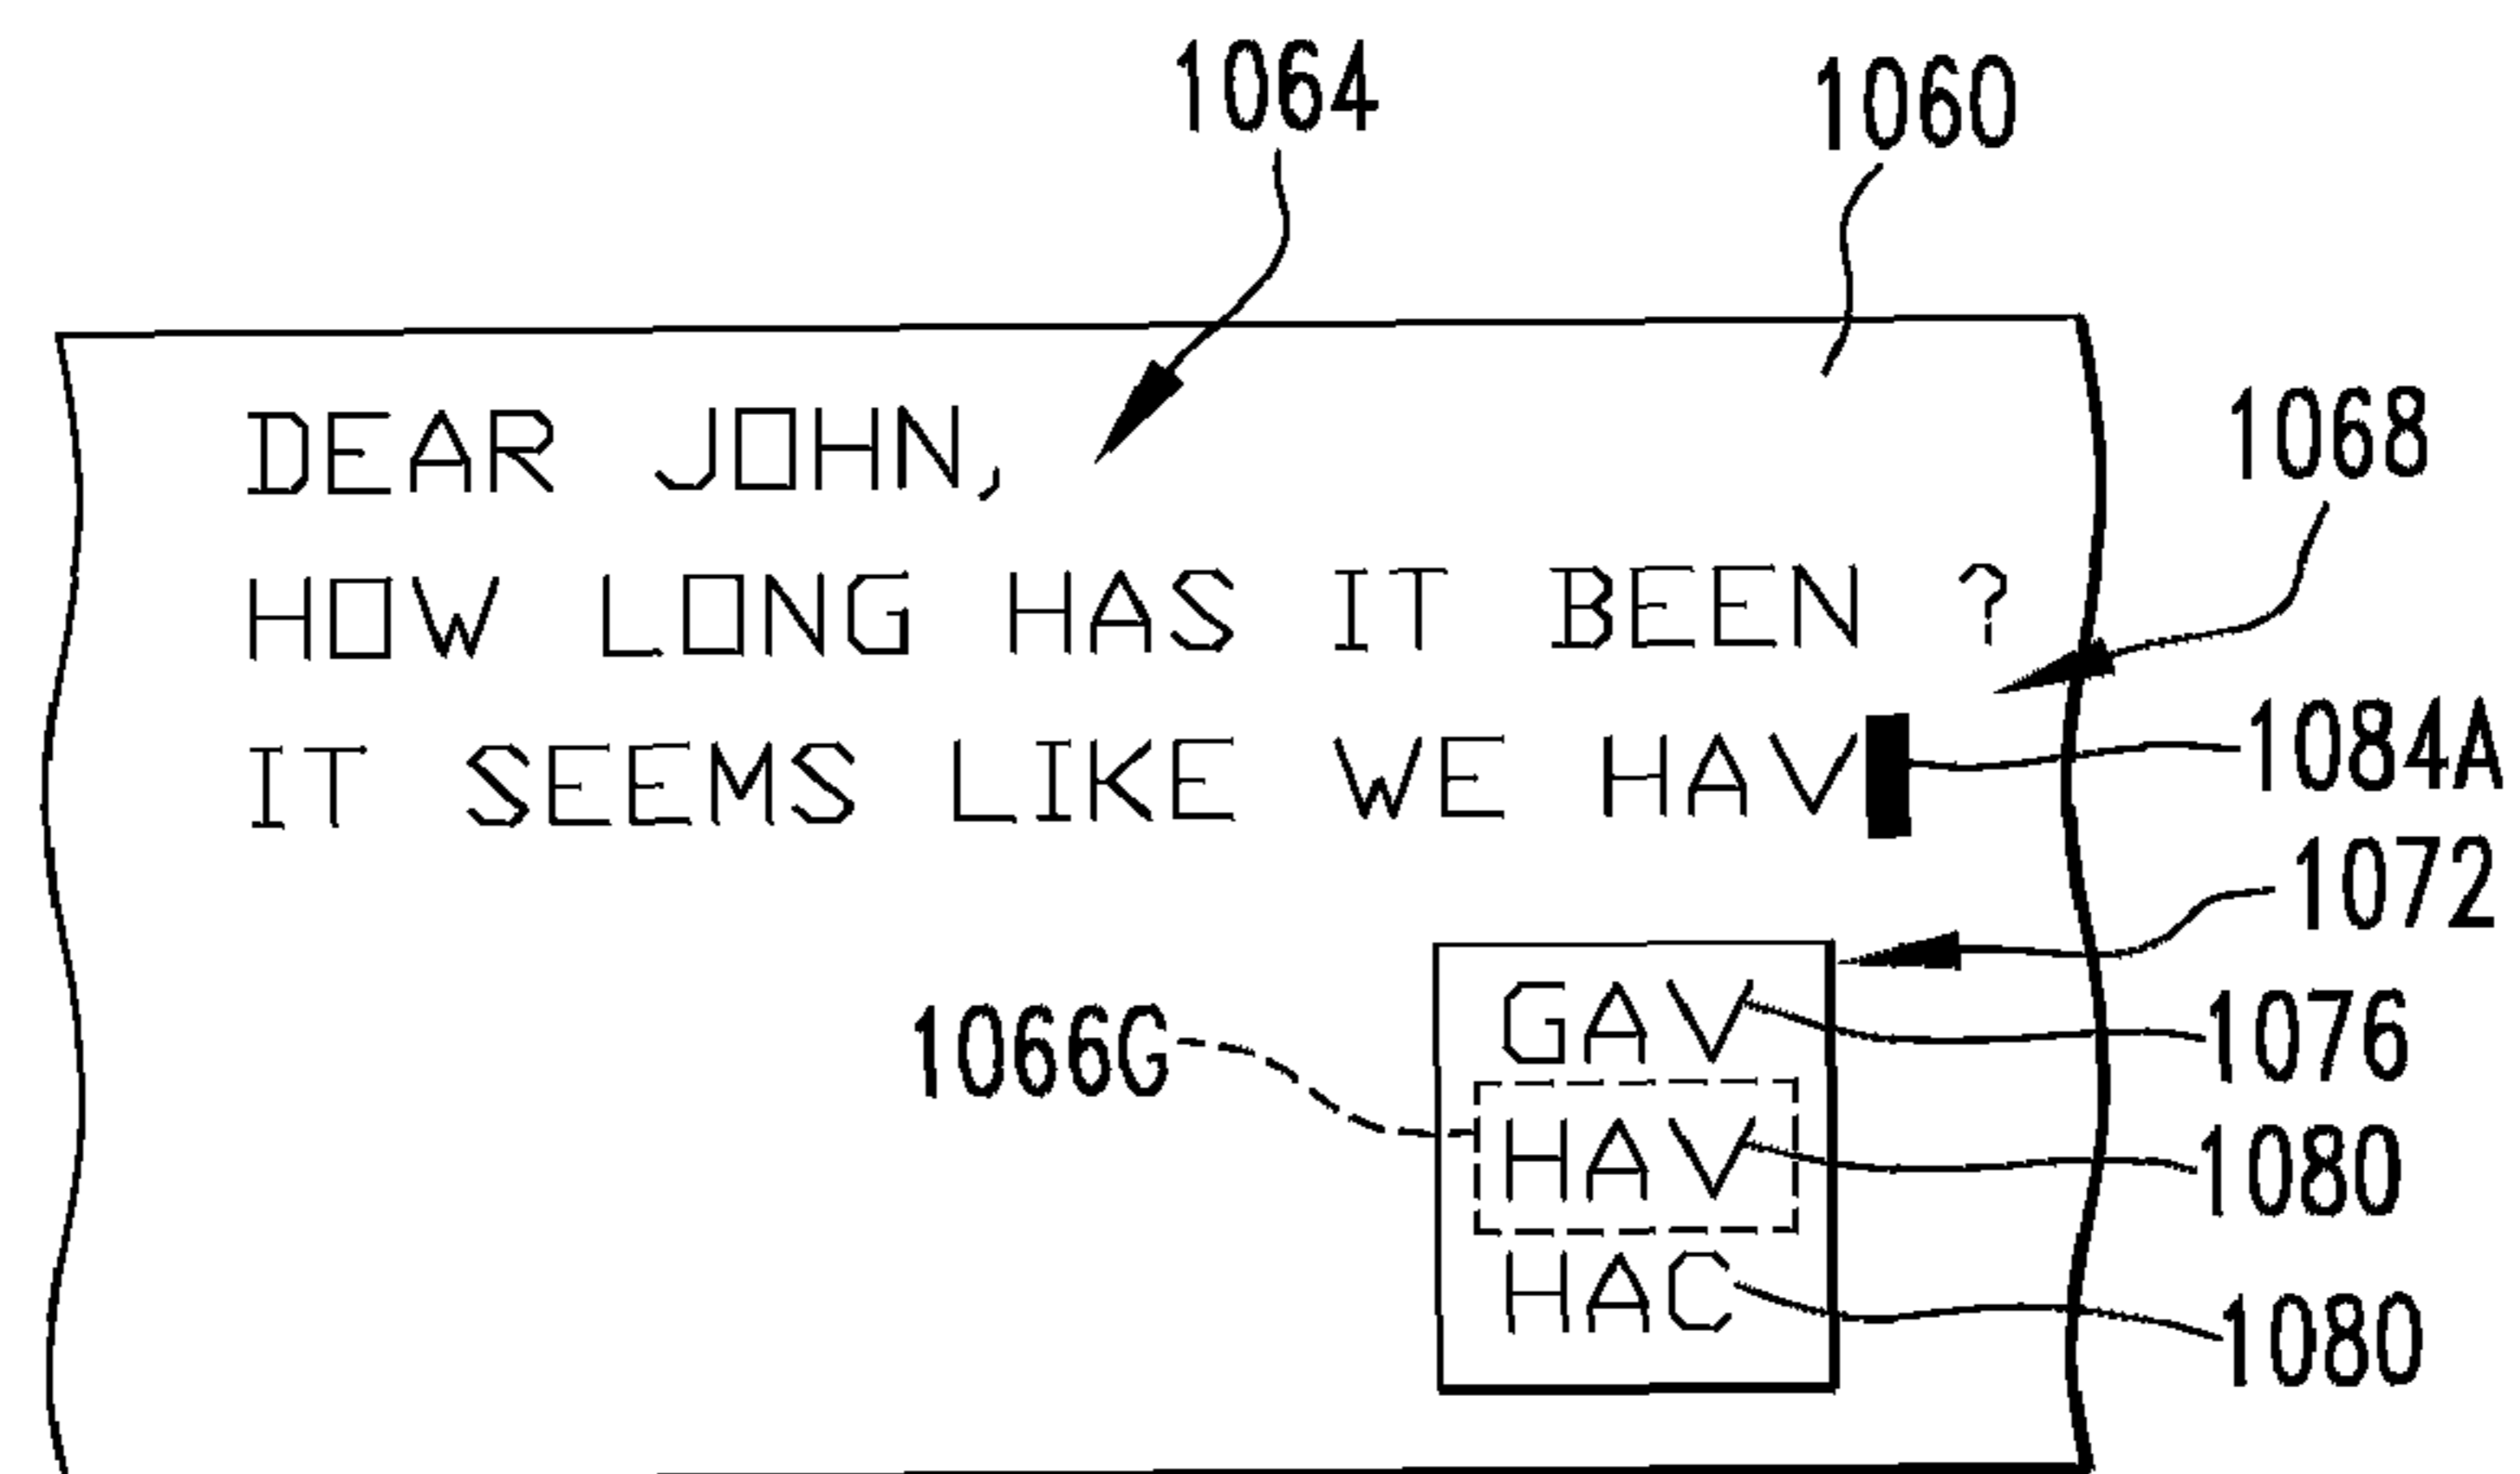 1064
1060
DEAR JOHN,
1068
HOW LONG HAS IT BEEN ?
IT SEEMS LIKE WE HAV
1084A
1072
GAV
1066G
1076
HAV
1080
HAC
1080